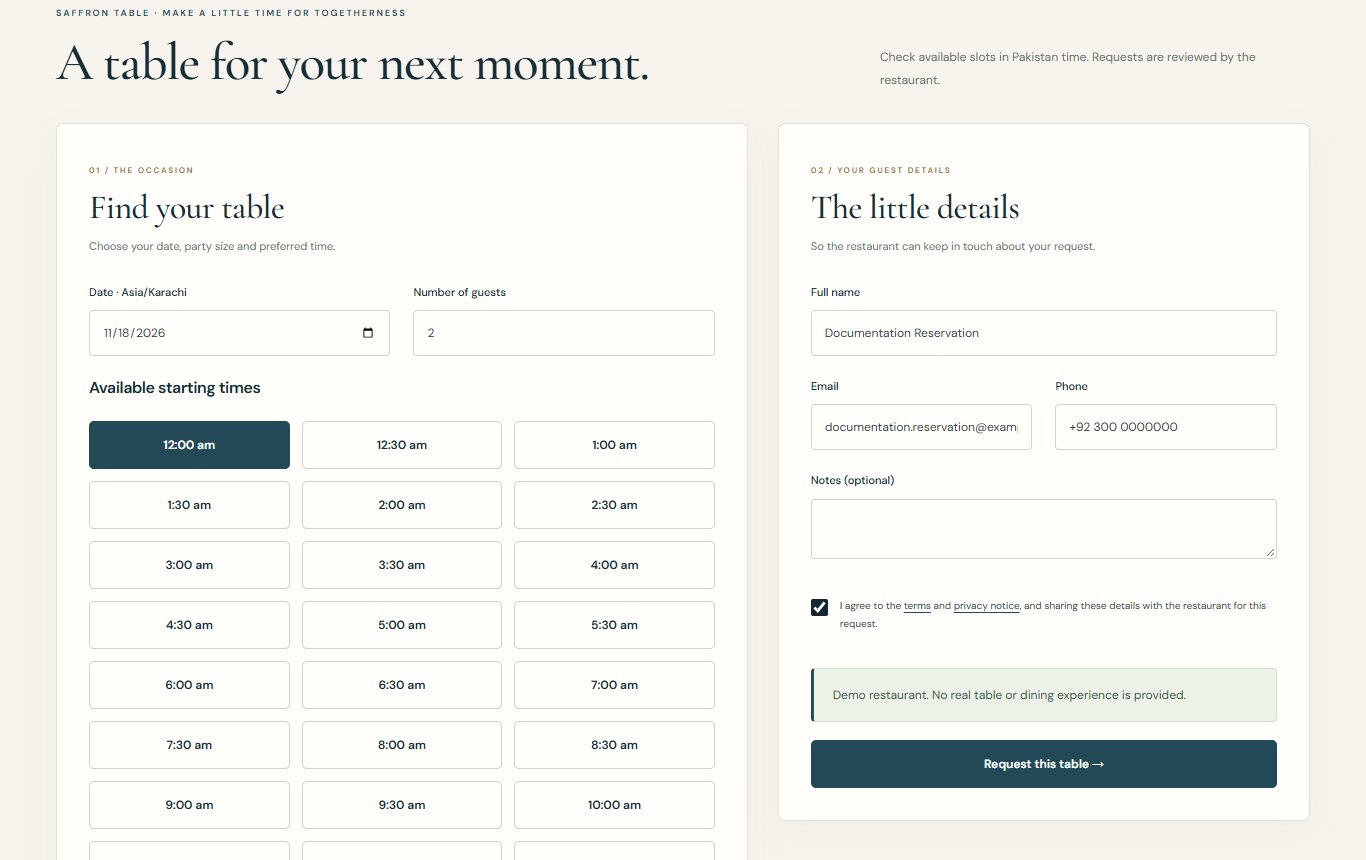 SAFFRON TABLE · MAKE A LITTLE TIME FOR TOGETHERNESS
A table for your next moment.
Check available slots in Pakistan time. Requests are reviewed by the
restaurant.
01 / THE OCCASION
Find your table
Choose your date, party size and preferred time.
Date · Asia/Karachi
Number of guests
11/18/2026
2
Available starting times
12:00 am
12:30 am
1:00 am
1:30 am
2:00 am
2:30 am
3:00 am
3:30 am
4:00 am
4:30 am
5:00 am
5:30 am
6:00 am
6:30 am
7:00 am
7:30 am
8:00 am
8:30 am
9:00 am
9:30 am
10:00 am
02 / YOUR GUEST DETAILS
The little details
So the restaurant can keep in touch about your request.
Full name
Documentation Reservation
Email
Phone
documentation.reservation@exam
+92 300 0000000
Notes (optional)
I agree to the terms and privacy notice, and sharing these details with the restaurant for this
request.
Demo restaurant. No real table or dining experience is provided.
Request this table →